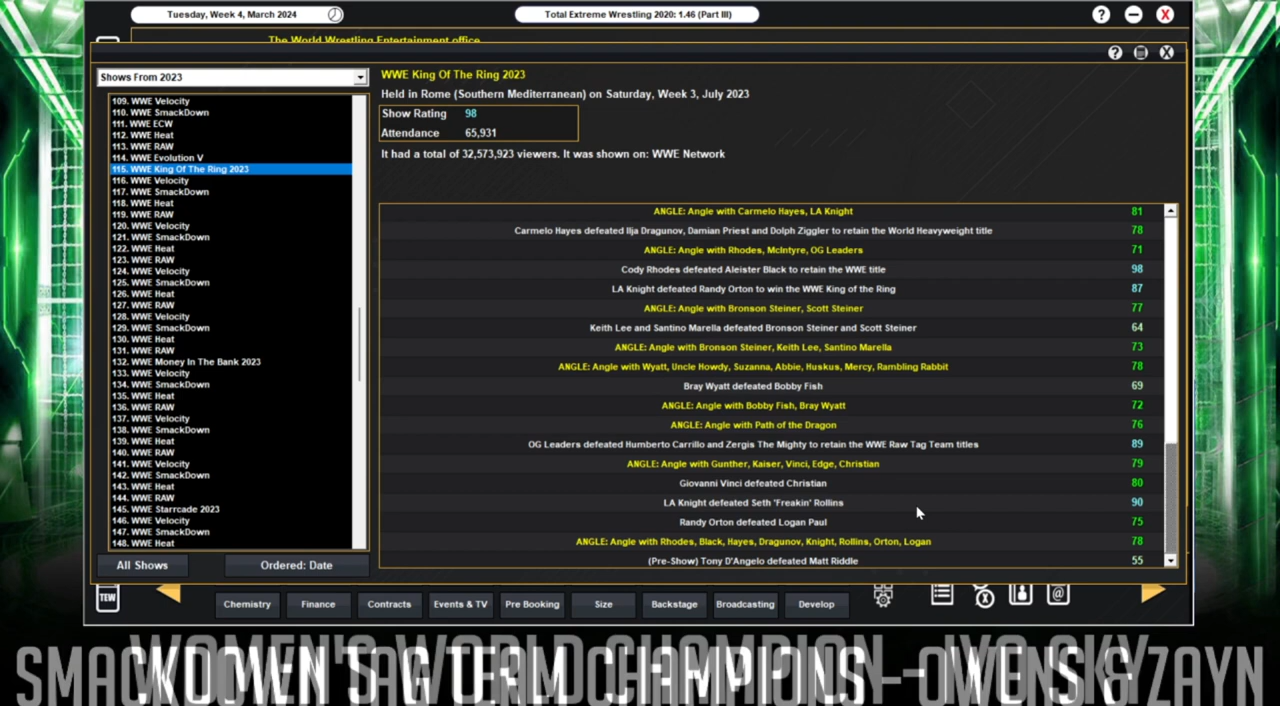 Tuesday, Week 4, March 2024
Total Extreme Wrestling 2020: 1.46 (Part III)
?
X
The World Wrestling Entertainment office
?
X
Shows From 2023
109. WWE Velocity
110. WWE SmackDown
111. WWE ECW
112. WWE Heat
113. WWE RAW
114. WWE Evolution V
115. WWE King Of The Ring 2023
116. WWE Velocity
117. WWE SmackDown
118. WWE Heat
119. WWE RAW
120. WWE Velocity
121. WWE SmackDown
122. WWE Heat
123. WWE RAW
124. WWE Velocity
125. WWE SmackDown
126. WWE Heat
127. WWE RAW
128. WWE Velocity
129. WWE SmackDown
130. WWE Heat
131. WWE RAW
132. WWE Money In The Bank 2023
133. WWE Velocity
134. WWE SmackDown
135. WWE Heat
136. WWE RAW
137. WWE Velocity
138. WWE SmackDown
139. WWE Heat
140. WWE RAW
141. WWE Velocity
142. WWE SmackDown
143. WWE Heat
144. WWE RAW
145. WWE Starrcade 2023
146. WWE Velocity
147. WWE SmackDown
148. WWE Heat
All Shows
Ordered: Date
WWE King Of The Ring 2023
Held in Rome (Southern Mediterranean) on Saturday, Week 3, July 2023
Show Rating 98
Attendance 65,931
It had a total of 32,573,923 viewers. It was shown on: WWE Network
ANGLE: Angle with Carmelo Hayes, LA Knight 81
Carmelo Hayes defeated Ilja Dragunov, Damian Priest and Dolph Ziggler to retain the World Heavyweight title 78
ANGLE: Angle with Rhodes, McIntyre, OG Leaders 71
Cody Rhodes defeated Aleister Black to retain the WWE title 98
LA Knight defeated Randy Orton to win the WWE King of the Ring 87
ANGLE: Angle with Bronson Steiner, Scott Steiner 77
Keith Lee and Santino Marella defeated Bronson Steiner and Scott Steiner 64
ANGLE: Angle with Bronson Steiner, Keith Lee, Santino Marella 73
ANGLE: Angle with Wyatt, Uncle Howdy, Suzanna, Abbie, Huskus, Mercy, Rambling Rabbit 78
Bray Wyatt defeated Bobby Fish 69
ANGLE: Angle with Bobby Fish, Bray Wyatt 72
ANGLE: Angle with Path of the Dragon 76
OG Leaders defeated Humberto Carrillo and Zergis The Mighty to retain the WWE Raw Tag Team titles 89
ANGLE: Angle with Gunther, Kaiser, Vinci, Edge, Christian 79
Giovanni Vinci defeated Christian 80
LA Knight defeated Seth 'Freakin' Rollins 90
Randy Orton defeated Logan Paul 75
ANGLE: Angle with Rhodes, Black, Hayes, Dragunov, Knight, Rollins, Orton, Logan 78
(Pre-Show) Tony D'Angelo defeated Matt Riddle 55
TEW
Chemistry
Finance
Contracts
Events & TV
Pre Booking
Size
Backstage
Broadcasting
Develop